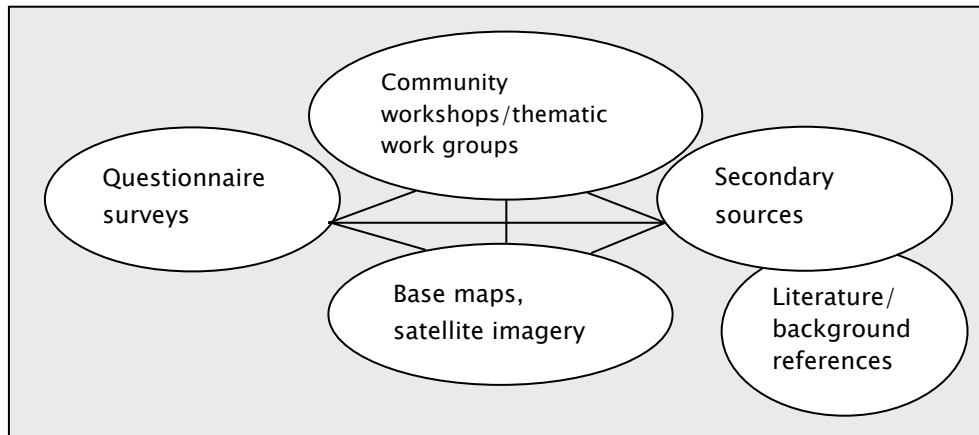 Community
workshops/thematic
work groups
Questionnaire
surveys
Secondary
sources
Base maps,
satellite imagery
Literature/
background
references